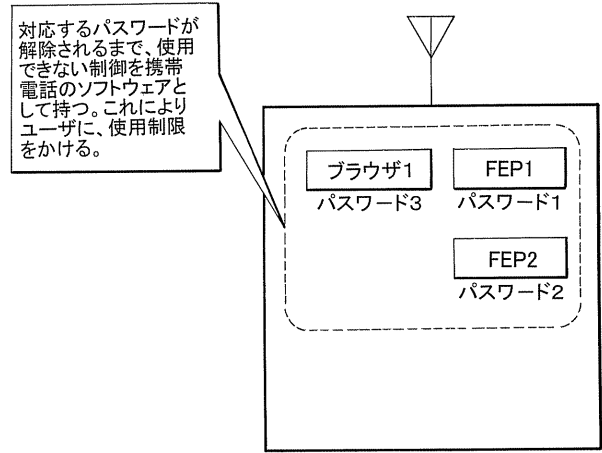 対応するパスワードが
解除されるまで、使用
できない制御を携帯
電話のソフトウェアと
して持つ。これにより
ユーザに、使用制限
をかける。
ブラウザ1
パスワード3
FEP1
パスワード1
FEP2
パスワード2